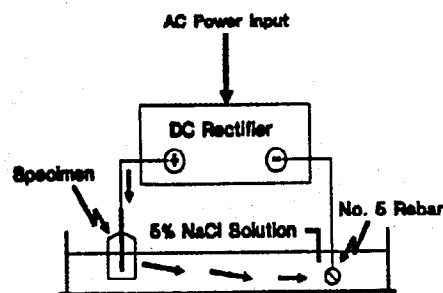 AC Power Input
DC Rectifier
+
−
Specimen
No. 5 Rebar
5% NaCl Solution